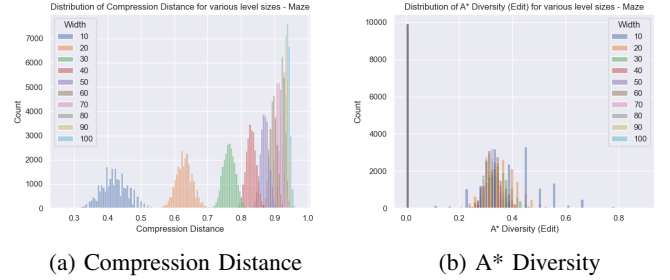 Distribution of Compression Distance for various level sizes - Maze
Width
10
20
30
40
50
60
70
80
90
100
7000
6000
5000
4000
3000
2000
1000
0
Count
0.3 0.4 0.5 0.6 0.7 0.8 0.9 1.0
Compression Distance
(a) Compression Distance
Distribution of A* Diversity (Edit) for various level sizes - Maze
10000
8000
6000
4000
2000
0
Count
Width
10
20
30
40
50
60
70
80
90
100
0.0 0.2 0.4 0.6 0.8
A* Diversity (Edit)
(b) A* Diversity